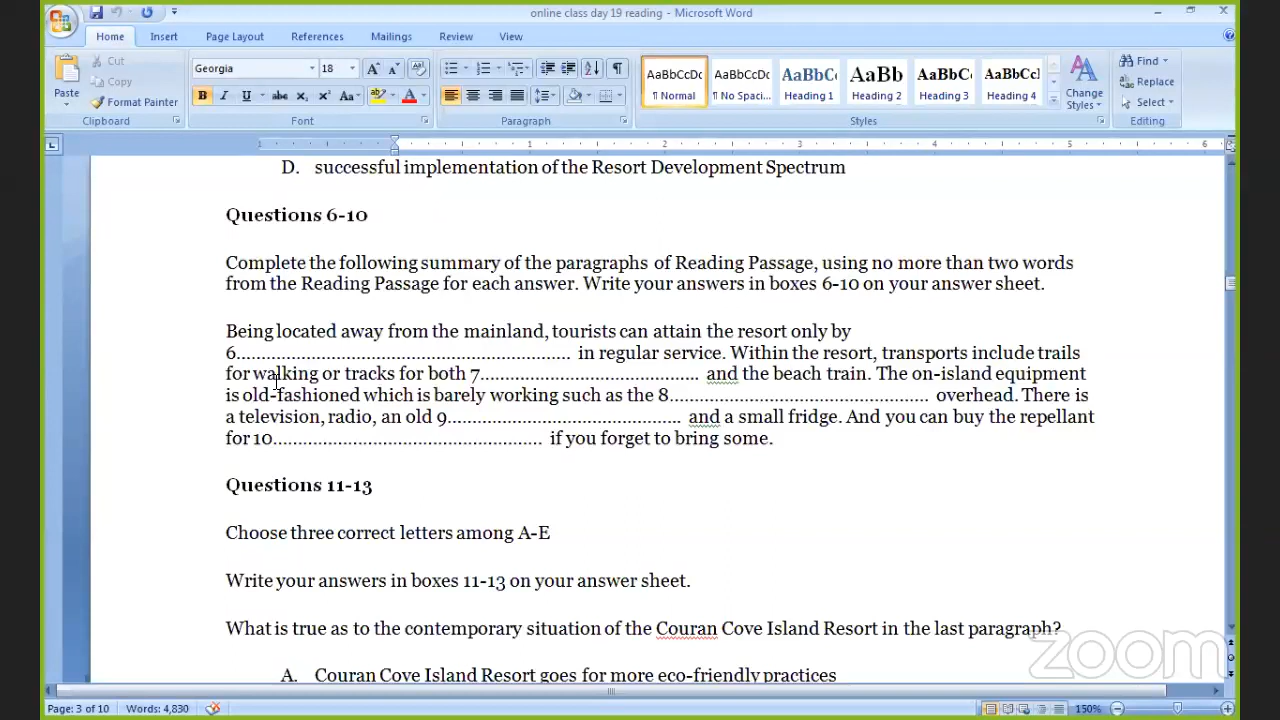 online class day 19 reading - Microsoft Word
Home Insert Page Layout References Mailings Review View
Paste
Cut
Copy
Format Painter
Clipboard
Georgia 18
Font
Paragraph
AaBbCcDc AaBbCcDc AaBbC AaBb AaBbC AaBbCcI
¶ Normal ¶ No Spaci... Heading 1 Heading 2 Heading 3 Heading 4
Change Styles
Styles
Find
Replace
Select
Editing
1 1 2 3 4 5 6
D. successful implementation of the Resort Development Spectrum
Questions 6-10
Complete the following summary of the paragraphs of Reading Passage, using no more than two words
from the Reading Passage for each answer. Write your answers in boxes 6-10 on your answer sheet.
Being located away from the mainland, tourists can attain the resort only by
6............................................................... in regular service. Within the resort, transports include trails
for walking or tracks for both 7......................................... and the beach train. The on-island equipment
is old-fashioned which is barely working such as the 8................................................ overhead. There is
a television, radio, an old 9........................................... and a small fridge. And you can buy the repellant
for 10.................................................. if you forget to bring some.
Questions 11-13
Choose three correct letters among A-E
Write your answers in boxes 11-13 on your answer sheet.
What is true as to the contemporary situation of the Couran Cove Island Resort in the last paragraph?
A. Couran Cove Island Resort goes for more eco-friendly practices
zoom
Page: 3 of 10 Words: 4,830 150%